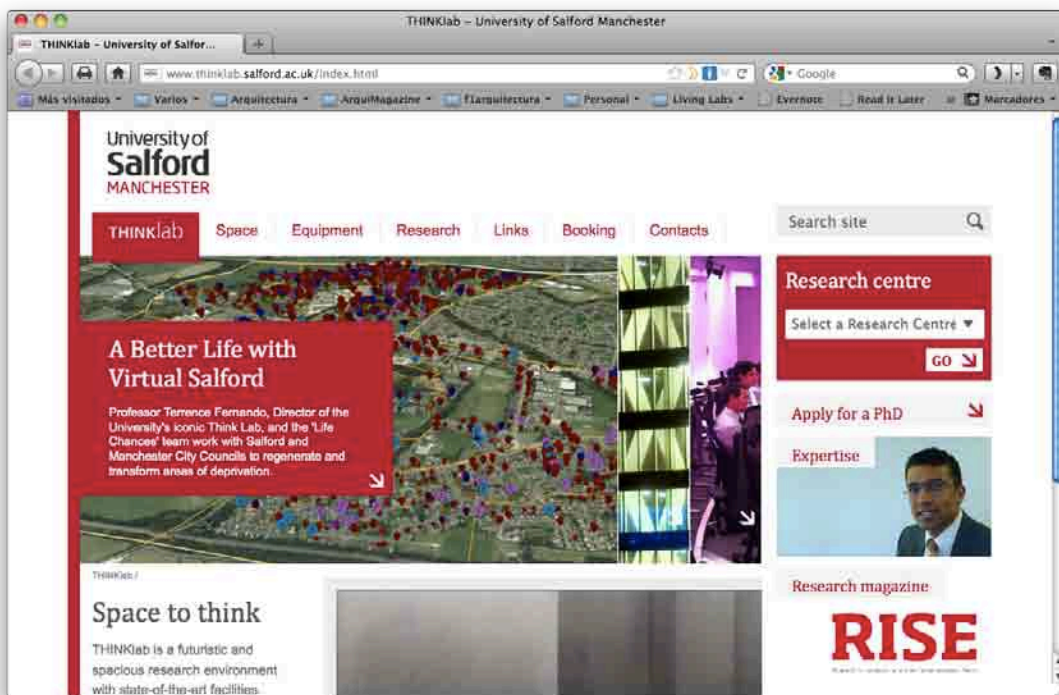 THINKlab – University of Salford Manchester
THINKlab – University of Salfor...
www.thinklab.salford.ac.uk/index.html
Google
Más visitados Varios Arquitectura ArquiMagazine f1arquitectura Personal Living Labs Evernote Read It Later Marcadores
University of
Salford
MANCHESTER
THINKlab Space Equipment Research Links Booking Contacts
Search site
Research centre
Select a Research Centre
GO
A Better Life with
Virtual Salford
Professor Terrence Fernando, Director of the
University's iconic Think Lab, and the 'Life
Chances' team work with Salford and
Manchester City Councils to regenerate and
transform areas of deprivation.
Apply for a PhD
Expertise
THINKlab /
Space to think
THINKlab is a futuristic and
spacious research environment
with state-of-the-art facilities
Research magazine
RISE